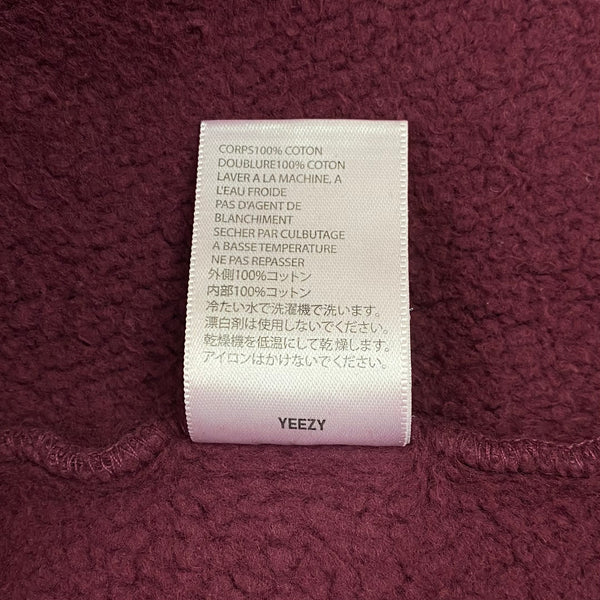 CORPS100% COTON
DOUBLURE100% COTON
LAVER A LA MACHINE, A
L'EAU FROIDE
PAS D'AGENT DE
BLANCHIMENT
SECHER PAR CULBUTAGE
A BASSE TEMPERATURE
NE PAS REPASSER
外側100%コットン
内部100%コットン
冷たい水で洗濯機で洗います。
漂白剤は使用しないでください。
乾燥機を低温にして乾燥します。
アイロンはかけないでください。
YEEZY